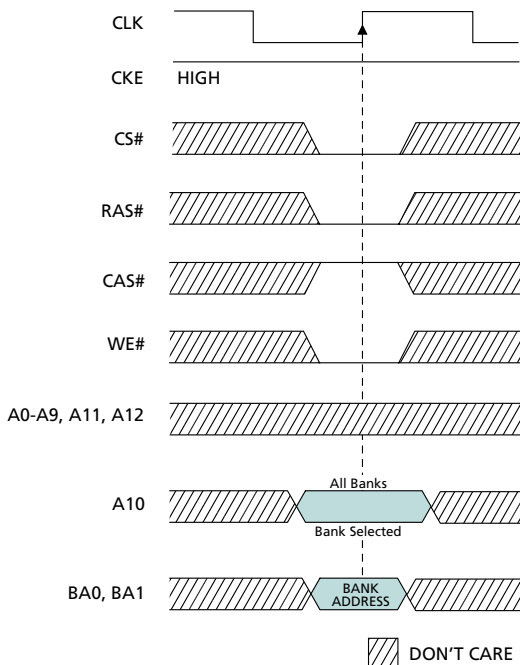 CLK
CKE HIGH
CS#
RAS#
CAS#
WE#
A0-A9, A11, A12
All Banks
A10
Bank Selected
BA0, BA1
BANK
ADDRESS
DON'T CARE